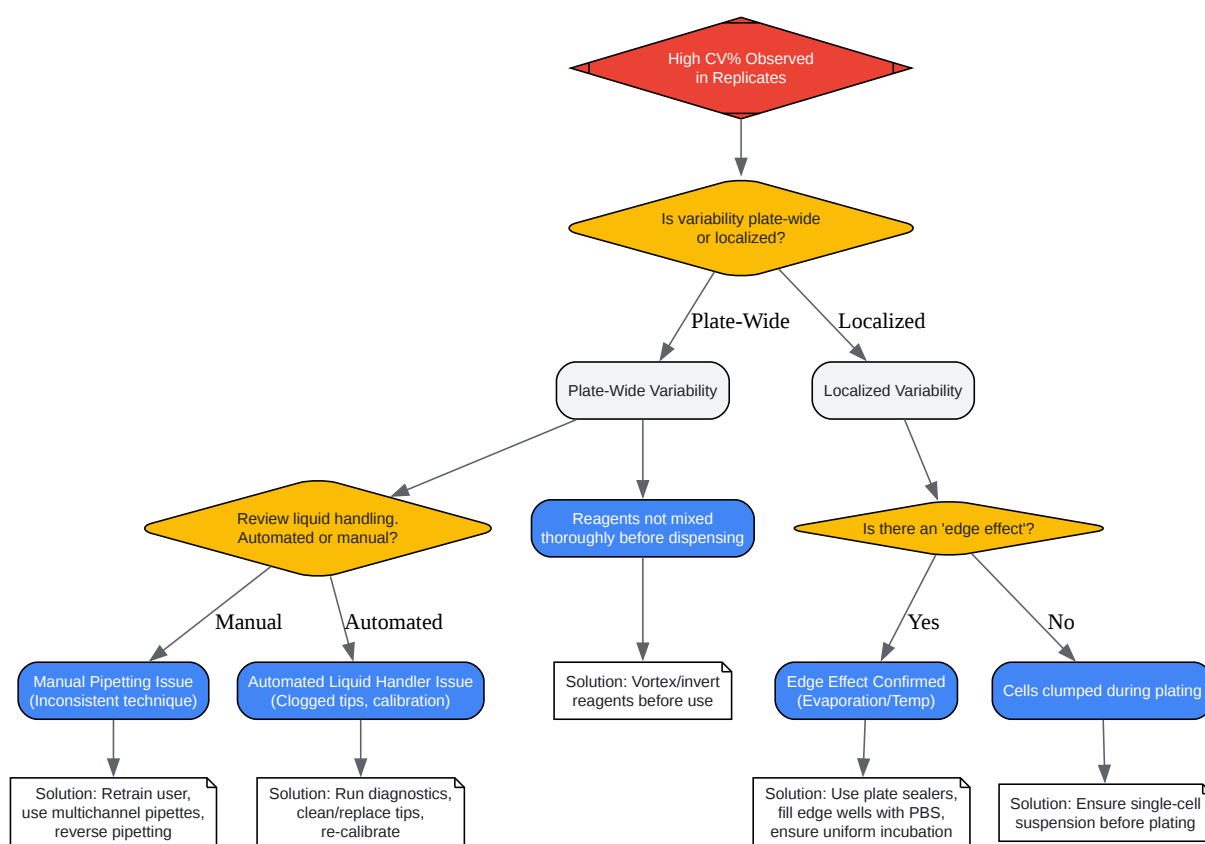 High CV% Observed
in Replicates
Is variability plate-wide
or localized?
Plate-Wide
Localized
Plate-Wide Variability
Localized Variability
Review liquid handling.
Automated or manual?
Reagents not mixed
thoroughly before dispensing
Is there an 'edge effect'?
Manual
Automated
Yes
No
Manual Pipetting Issue
(Inconsistent technique)
Automated Liquid Handler Issue
(Clogged tips, calibration)
Solution: Vortex/invert
reagents before use
Edge Effect Confirmed
(Evaporation/Temp)
Cells clumped during plating
Solution: Retrain user,
use multichannel pipettes,
reverse pipetting
Solution: Run diagnostics,
clean/replace tips,
re-calibrate
Solution: Use plate sealers,
fill edge wells with PBS,
ensure uniform incubation
Solution: Ensure single-cell
suspension before plating